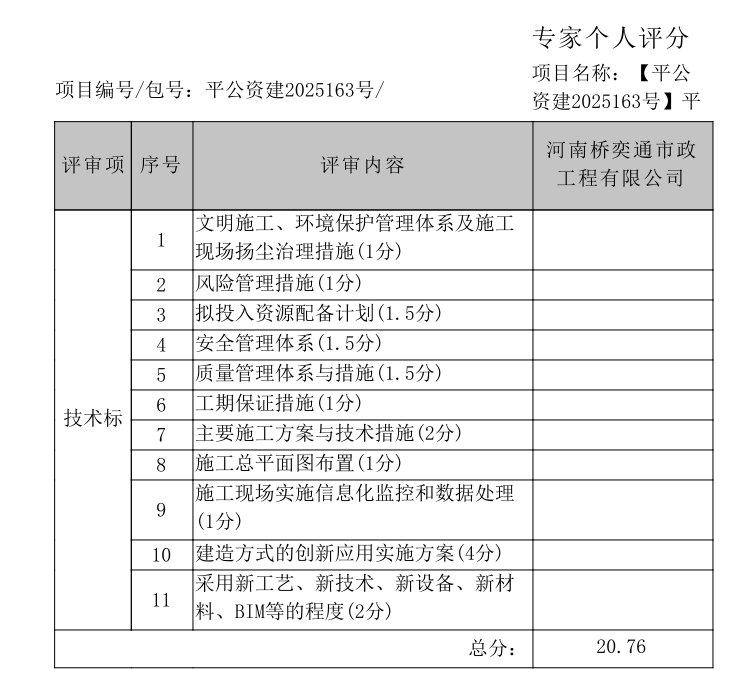 专家个人评分
项目编号/包号：平公资建2025163号/
项目名称：【平公
资建2025163号】平
评审项
序号
评审内容
河南桥奕通市政
工程有限公司
技术标
1
文明施工、环境保护管理体系及施工
现场扬尘治理措施(1分)
2
风险管理措施(1分)
3
拟投入资源配备计划(1.5分)
4
安全管理体系(1.5分)
5
质量管理体系与措施(1.5分)
6
工期保证措施(1分)
7
主要施工方案与技术措施(2分)
8
施工总平面图布置(1分)
9
施工现场实施信息化监控和数据处理
(1分)
10
建造方式的创新应用实施方案(4分)
11
采用新工艺、新技术、新设备、新材
料、BIM等的程度(2分)
总分：
20.76